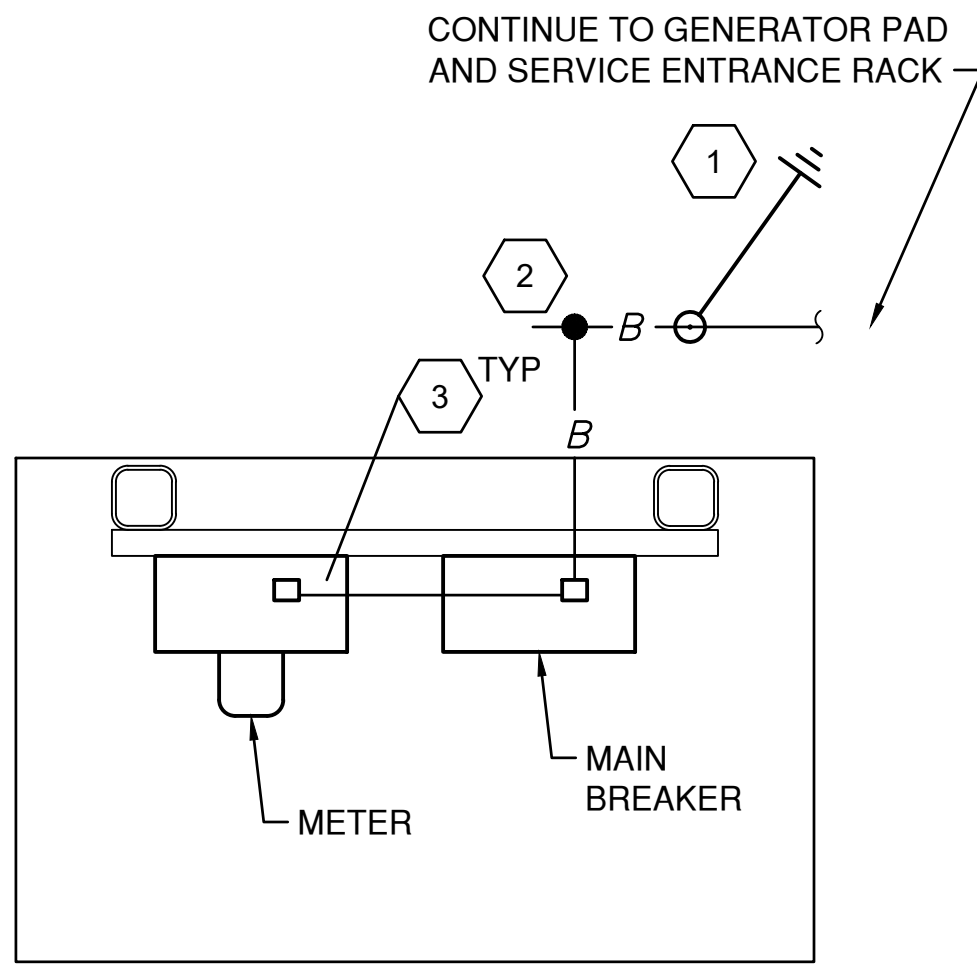 CONTINUE TO GENERATOR PAD
AND SERVICE ENTRANCE RACK
1
2
B
3
TYP
B
MAIN
BREAKER
METER